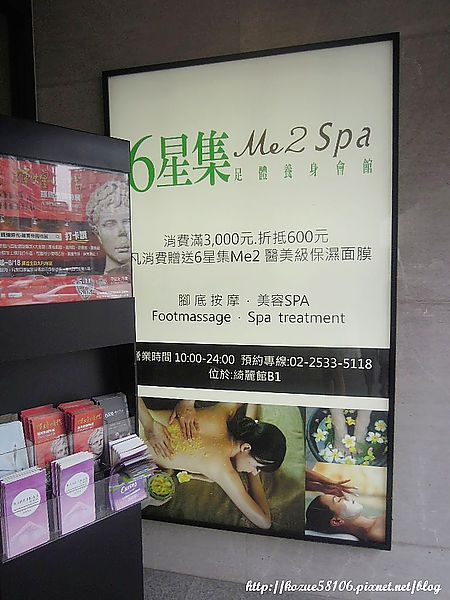 6星集 Me2 Spa
足體養身會館
消費滿3,000元.折抵600元
凡消費贈送6星集Me2 醫美級保濕面膜
腳底按摩．美容SPA
Footmassage · Spa treatment
營業時間 10:00-24:00 預約專線:02-2533-5118
位於:綺麗館B1
打卡趣
http://kozue58106.pixnet.net/blog